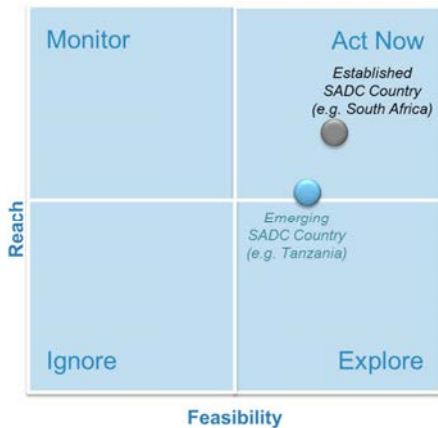 Monitor
Act Now
Established
SADC Country
(e.g. South Africa)
Reach
Emerging
SADC Country
(e.g. Tanzania)
Ignore
Explore
Feasibility